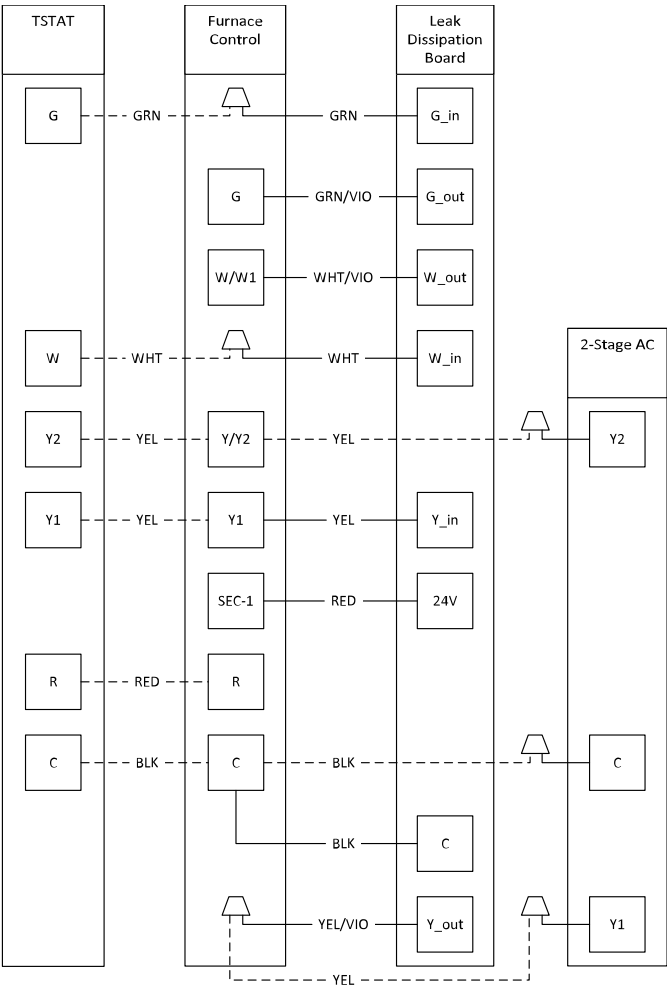 TSTAT
Furnace
Control
Leak
Dissipation
Board
G
GRN
GRN
G_in
G
GRN/VIO
G_out
W/W1
WHT/VIO
W_out
2-Stage AC
W
WHT
WHT
W_in
Y2
YEL
Y/Y2
YEL
Y2
Y1
YEL
Y1
YEL
Y_in
SEC-1
RED
24V
R
RED
R
C
BLK
C
BLK
C
BLK
C
YEL/VIO
Y_out
Y1
YEL